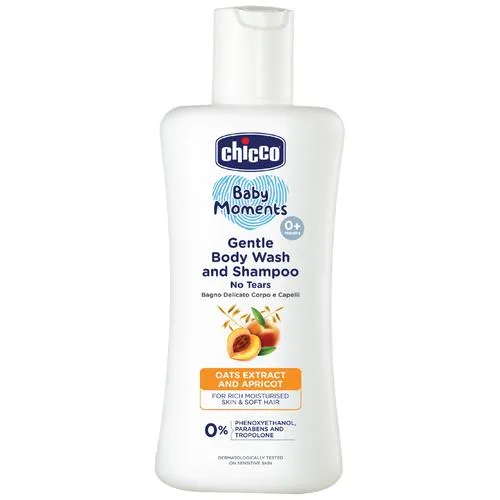 chicco
Baby
Moments
0+
months
Gentle
Body Wash
and Shampoo
No Tears
Bagno Delicato Corpo e Capelli
OATS EXTRACT
AND APRICOT
FOR RICH MOISTURISED
SKIN & SOFT HAIR
0% PHENOXYETHANOL,
PARABENS AND
TROPOLONE
DERMATOLOGICALLY TESTED
ON SENSITIVE SKIN